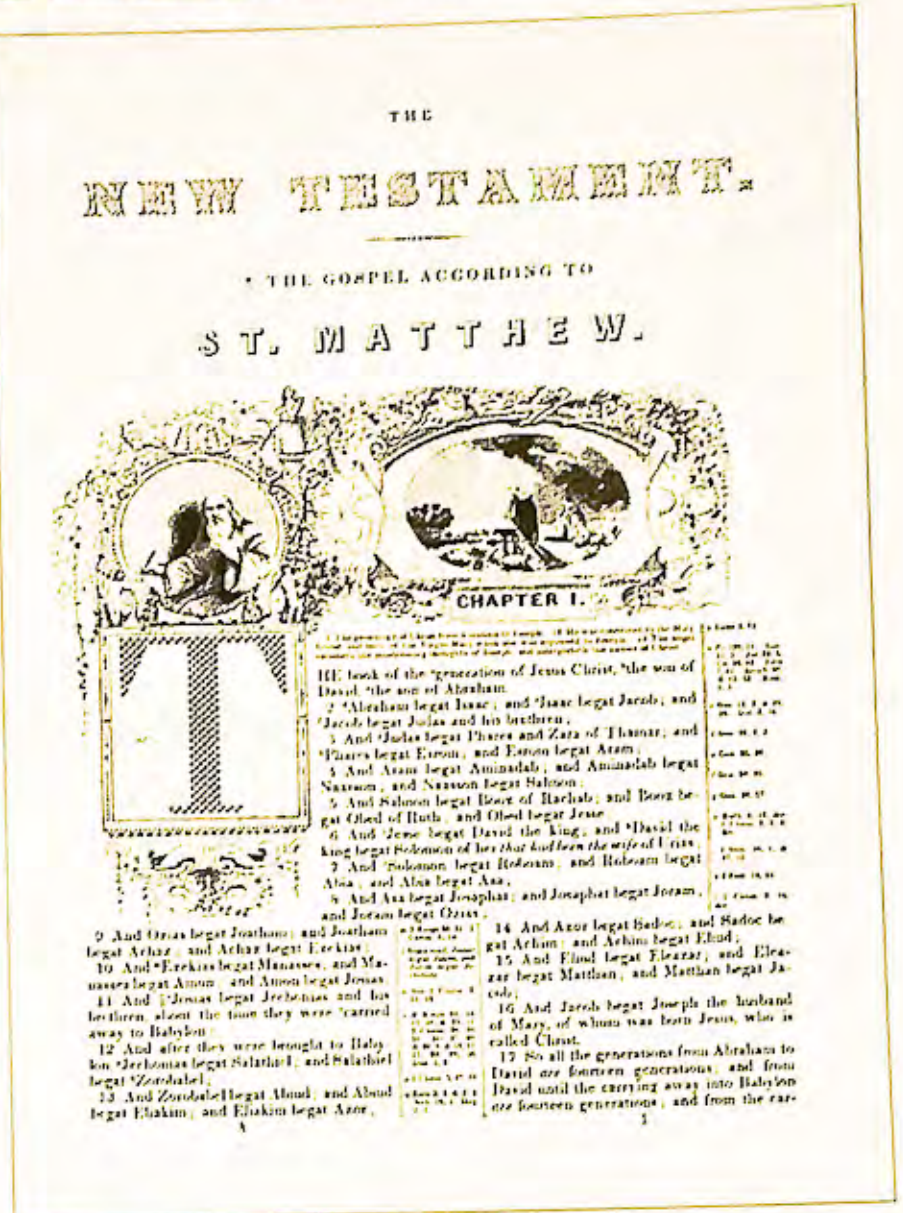 THE
NEW TESTAMENT.
THE GOSPEL ACCORDING TO
ST. MATTHEW.
CHAPTER I.
T
HE book of the generation of Jesus Christ, the son of
David, the son of Abraham.
2 Abraham begat Isaac; and Isaac begat Jacob; and
Jacob begat Judas and his brethren;
3 And Judas begat Phares and Zara of Thamar; and
Phares begat Esrom; and Esrom begat Aram;
4 And Aram begat Aminadab; and Aminadab begat
Naasson; and Naasson begat Salmon;
5 And Salmon begat Booz of Rachab; and Booz be-
gat Obed of Ruth; and Obed begat Jesse;
6 And Jesse begat David the king; and David the
king begat Solomon of her that had been the wife of Urias;
7 And Solomon begat Roboam; and Roboam begat
Abia; and Abia begat Asa;
8 And Asa begat Josaphat; and Josaphat begat Joram;
and Joram begat Ozias;
9 And Ozias begat Joatham; and Joatham
begat Achaz; and Achaz begat Ezekias;
10 And Ezekias begat Manasses; and Ma-
nasses begat Amon; and Amon begat Josias;
11 And Josias begat Jechonias and his
brethren, about the time they were carried
away to Babylon:
12 And after they were brought to Baby-
lon Jechonias begat Salathiel; and Salathiel
begat Zorobabel;
13 And Zorobabel begat Abiud; and Abiud
begat Eliakim; and Eliakim begat Azor;
14 And Azor begat Sadoc; and Sadoc be-
gat Achim; and Achim begat Eliud;
15 And Eliud begat Eleazar; and Elea-
zar begat Matthan; and Matthan begat Ja-
cob;
16 And Jacob begat Joseph the husband
of Mary, of whom was born Jesus, who is
called Christ.
17 So all the generations from Abraham to
David are fourteen generations; and from
David until the carrying away into Babylon
are fourteen generations; and from the car-